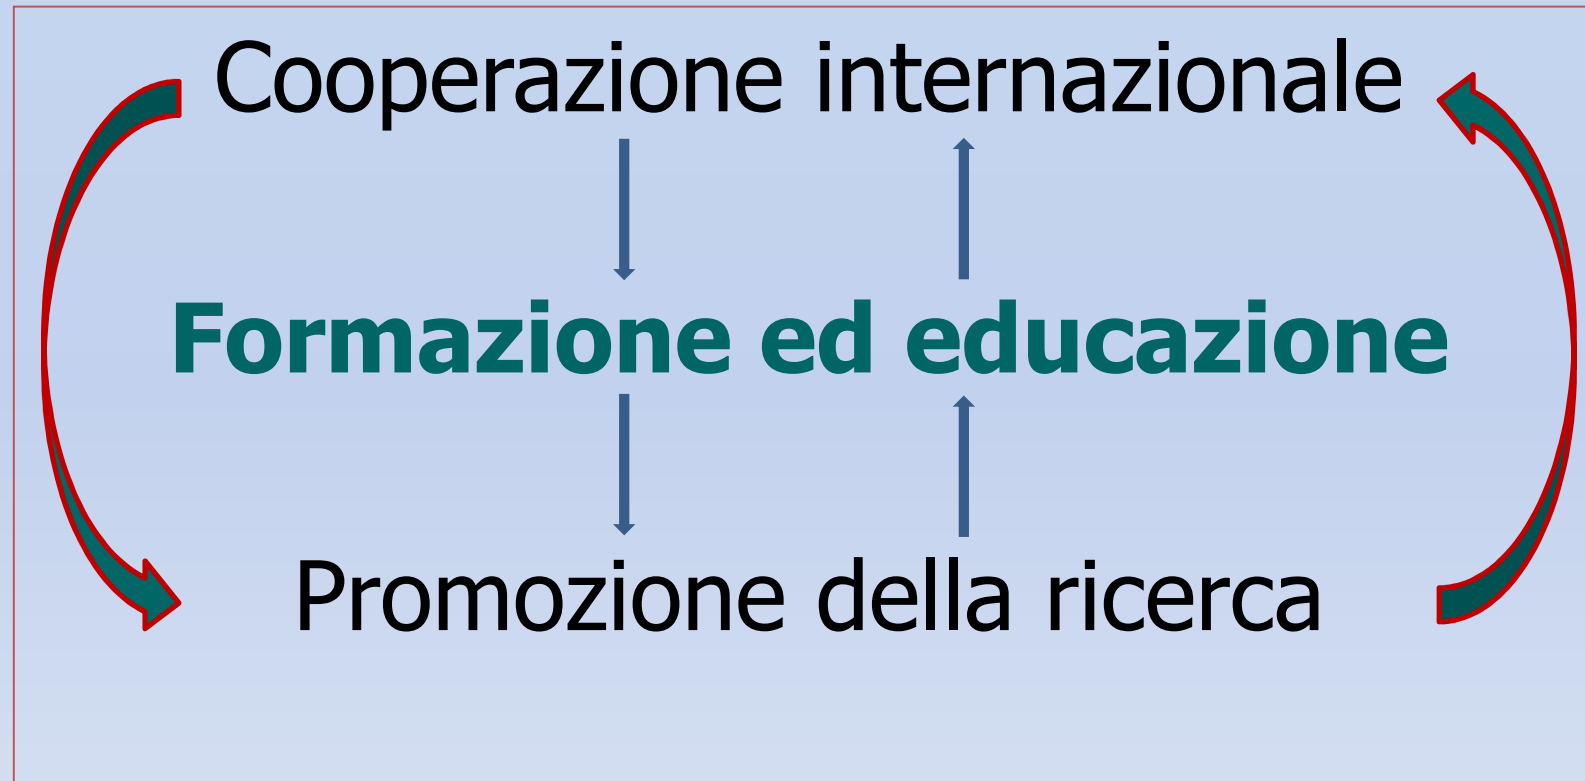 Cooperazione internazionale
Formazione ed educazione
Promozione della ricerca